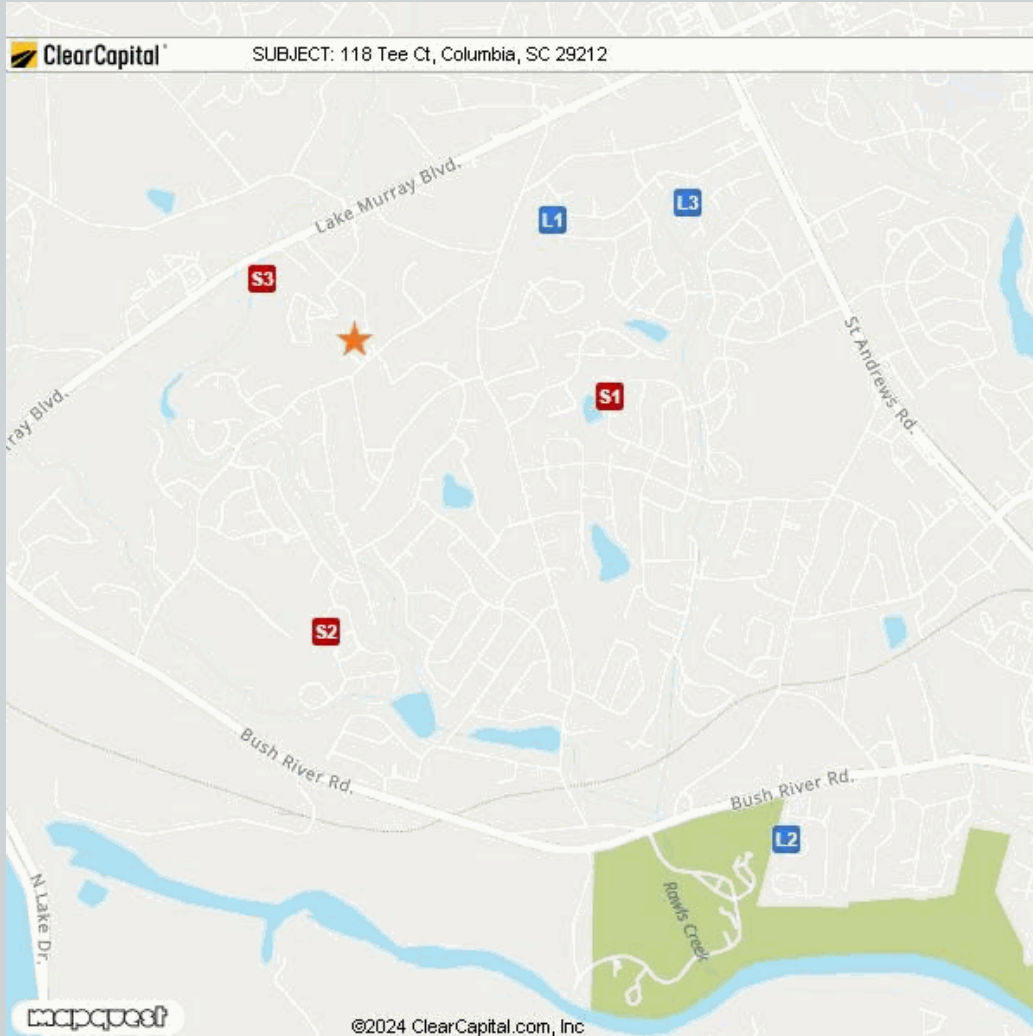 ClearCapital
SUBJECT: 118 Tee Ct, Columbia, SC 29212
Lake Murray Blvd.
L1
L3
S3
St Andrews Rd.
rray Blvd.
S1
S2
Bush River Rd.
Bush River Rd.
L2
Rawls Creek
N Lake Dr.
mapquest
©2024 ClearCapital.com, Inc